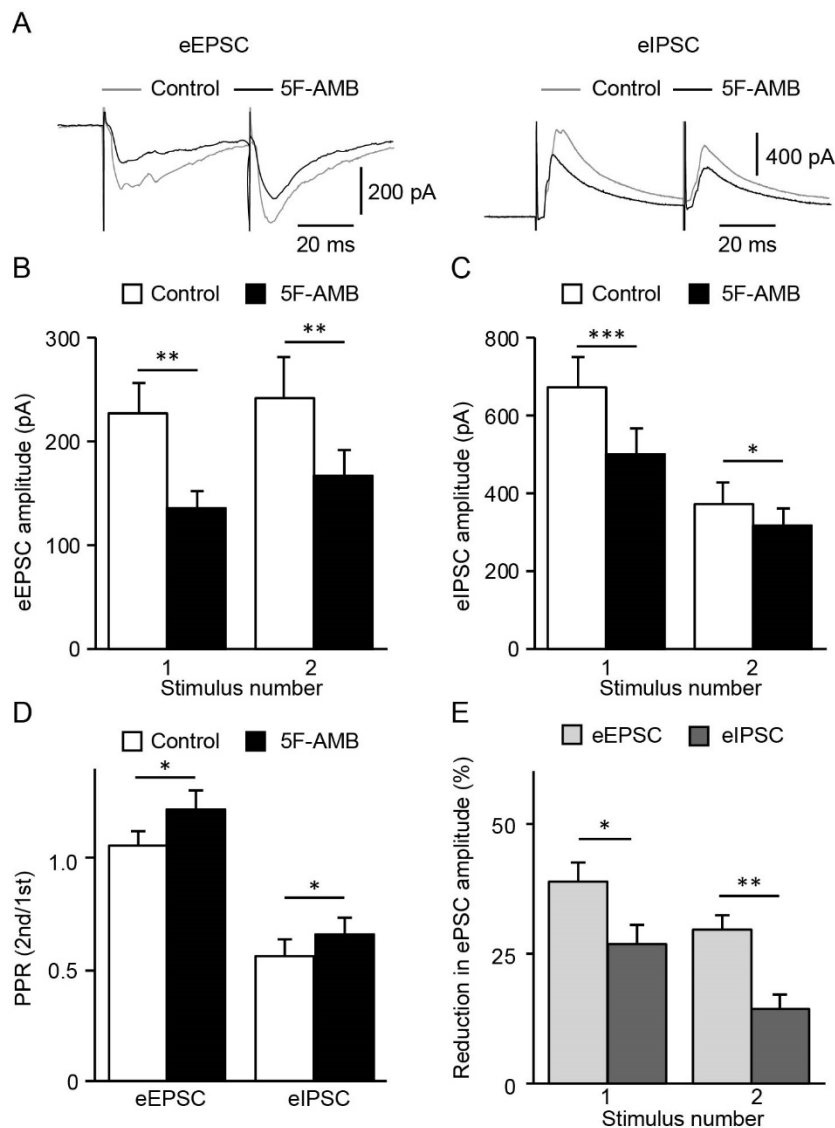 A
eEPSC
eIPSC
Control 5F-AMB
Control 5F-AMB
200 pA
20 ms
400 pA
20 ms
B
Control 5F-AMB
300
200
100
0
eEPSC amplitude (pA)
**
**
1 2
Stimulus number
C
Control 5F-AMB
800
600
400
200
0
eIPSC amplitude (pA)
***
*
1 2
Stimulus number
D
Control 5F-AMB
1.0
0.5
0
PPR (2nd/1st)
*
*
eEPSC eIPSC
E
eEPSC eIPSC
50
25
0
Reduction in ePSC amplitude (%)
*
**
1 2
Stimulus number